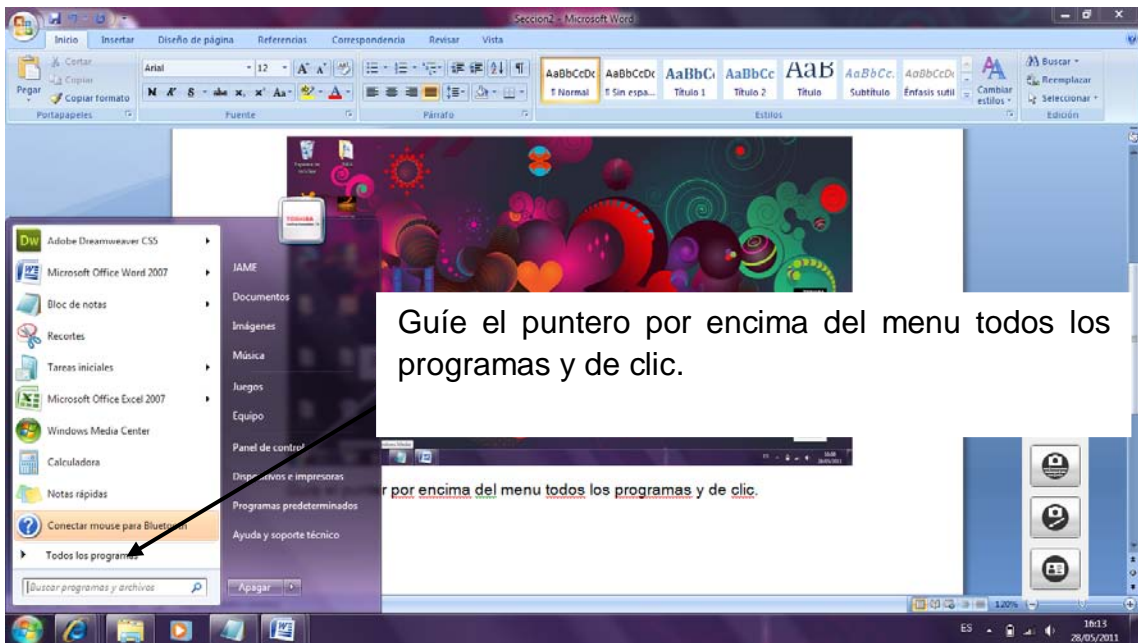 Seccion2 - Microsoft Word
Inicio Insertar Diseño de página Referencias Correspondencia Revisar Vista
Pegar
Cortar
Copiar
Copiar formato
Portapapeles
Arial 12
N K S abe x, x² Aa
Fuente
Párrafo
AaBbCcDc AaBbCcDc AaBbC AaBbCc AaB AaBbCc. AaBbCcDc
¶ Normal ¶ Sin espa... Título 1 Título 2 Título Subtítulo Énfasis sutil
Cambiar estilos
Estilos
Buscar
Reemplazar
Seleccionar
Edición
TOSHIBA
Adobe Dreamweaver CS5
Microsoft Office Word 2007
Bloc de notas
Recortes
Tareas iniciales
Microsoft Office Excel 2007
Windows Media Center
Calculadora
Notas rápidas
Conectar mouse para Bluetooth
Todos los programas
Buscar programas y archivos
JAME
Documentos
Imágenes
Música
Juegos
Equipo
Panel de control
Dispositivos e impresoras
Programas predeterminados
Ayuda y soporte técnico
Apagar
Guíe el puntero por encima del menu todos los
programas y de clic.
r por encima del menu todos los programas y de clic.
120%
ES
16:13
28/05/2011